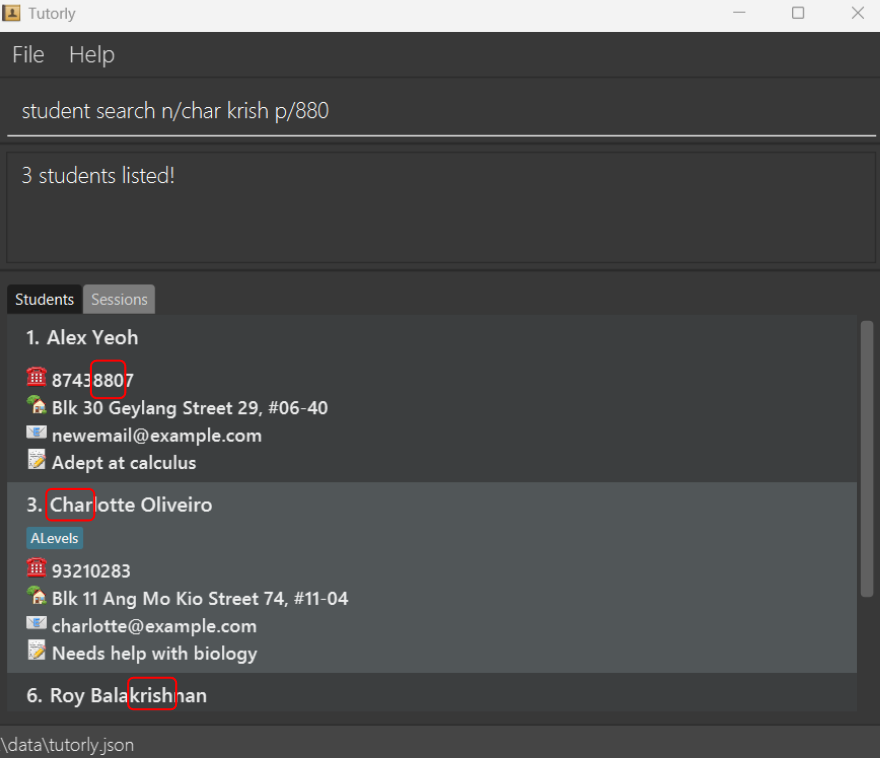 Tutorly
File Help
student search n/char krish p/880
3 students listed!
Students Sessions
1. Alex Yeoh
87438807
Blk 30 Geylang Street 29, #06-40
newemail@example.com
Adept at calculus
3. Charlotte Oliveiro
ALevels
93210283
Blk 11 Ang Mo Kio Street 74, #11-04
charlotte@example.com
Needs help with biology
6. Roy Balakrishnan
\data\tutorly.json